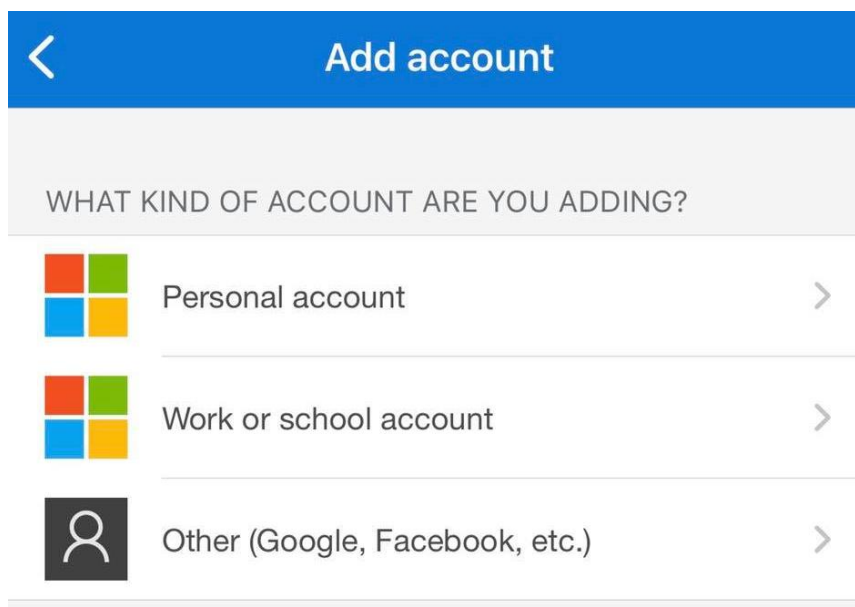 Add account
WHAT KIND OF ACCOUNT ARE YOU ADDING?
Personal account
Work or school account
Other (Google, Facebook, etc.)